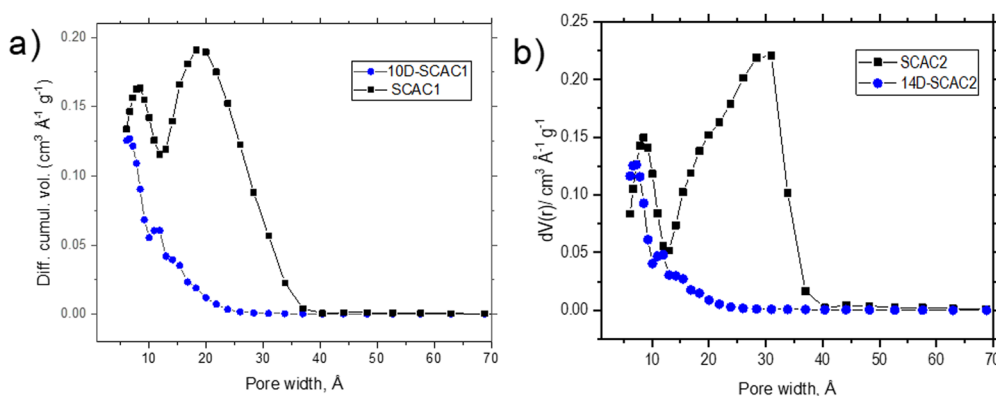 a)
0.20
0.15
0.10
0.05
0.00
Diff. cumul. vol. (cm³ Å⁻¹ g⁻¹)
10D-SCAC1
SCAC1
10 20 30 40 50 60 70
Pore width, Å
b)
0.25
0.20
0.15
0.10
0.05
0.00
dV(r)/ cm³ Å⁻¹ g⁻¹
SCAC2
14D-SCAC2
10 20 30 40 50 60 70
Pore width, Å